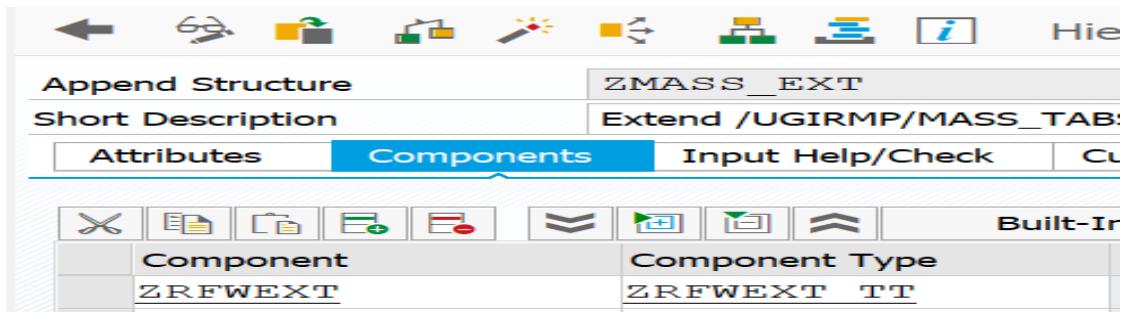 Hie
Append Structure ZMASS_EXT
Short Description Extend /UGIRMP/MASS_TAB
Attributes Components Input Help/Check Cu
Built-In
Component Component Type
ZRFWEXT ZRFWEXT_TT